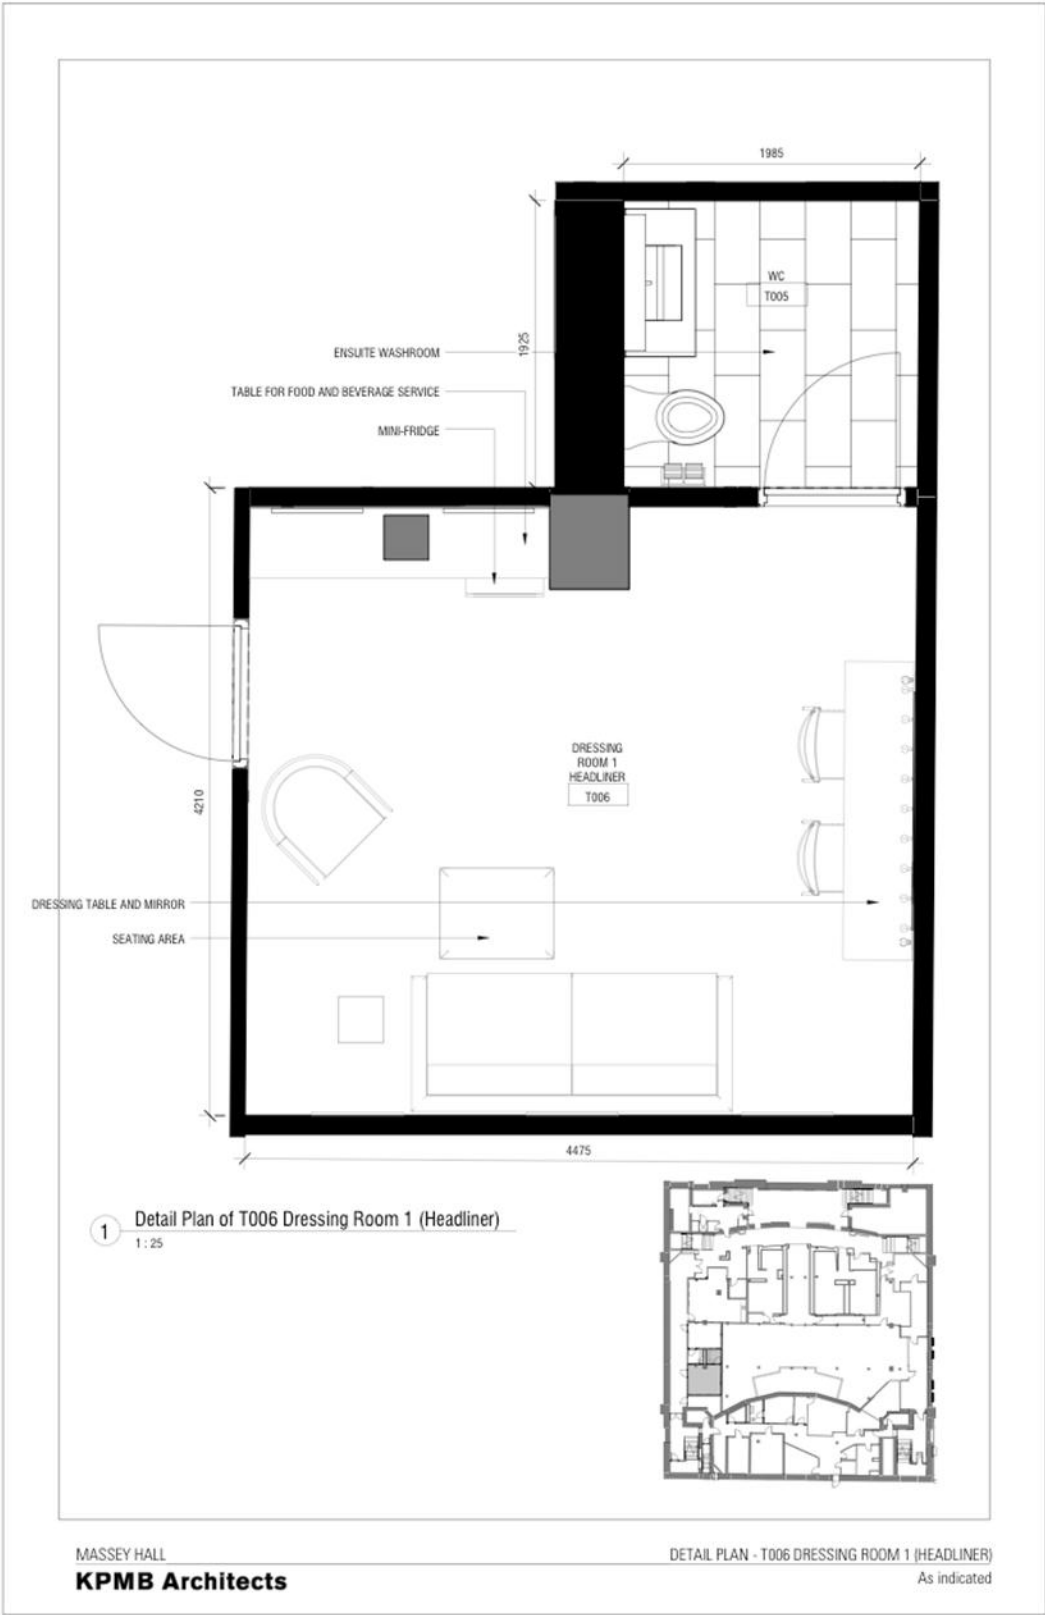 1985
WC
T005
1925
ENSUITE WASHROOM
TABLE FOR FOOD AND BEVERAGE SERVICE
MINI-FRIDGE
DRESSING
ROOM 1
HEADLINER
T006
4210
DRESSING TABLE AND MIRROR
SEATING AREA
4475
1
Detail Plan of T006 Dressing Room 1 (Headliner)
1 : 25
MASSEY HALL
DETAIL PLAN - T006 DRESSING ROOM 1 (HEADLINER)
KPMB Architects
As indicated